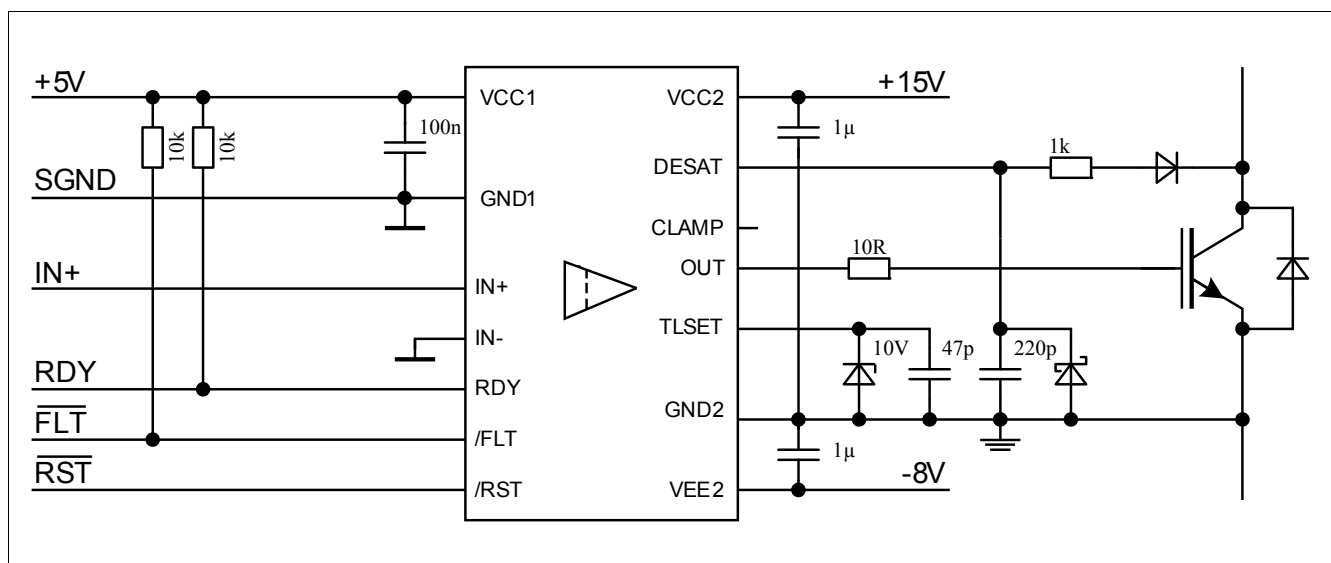 +5V
VCC1
VCC2
+15V
10k
10k
100n
1µ
1k
DESAT
SGND
GND1
CLAMP
10R
OUT
IN+
IN+
TLSET
IN-
10V
47p
220p
RDY
RDY
GND2
FLT
/FLT
1µ
RST
/RST
VEE2
-8V